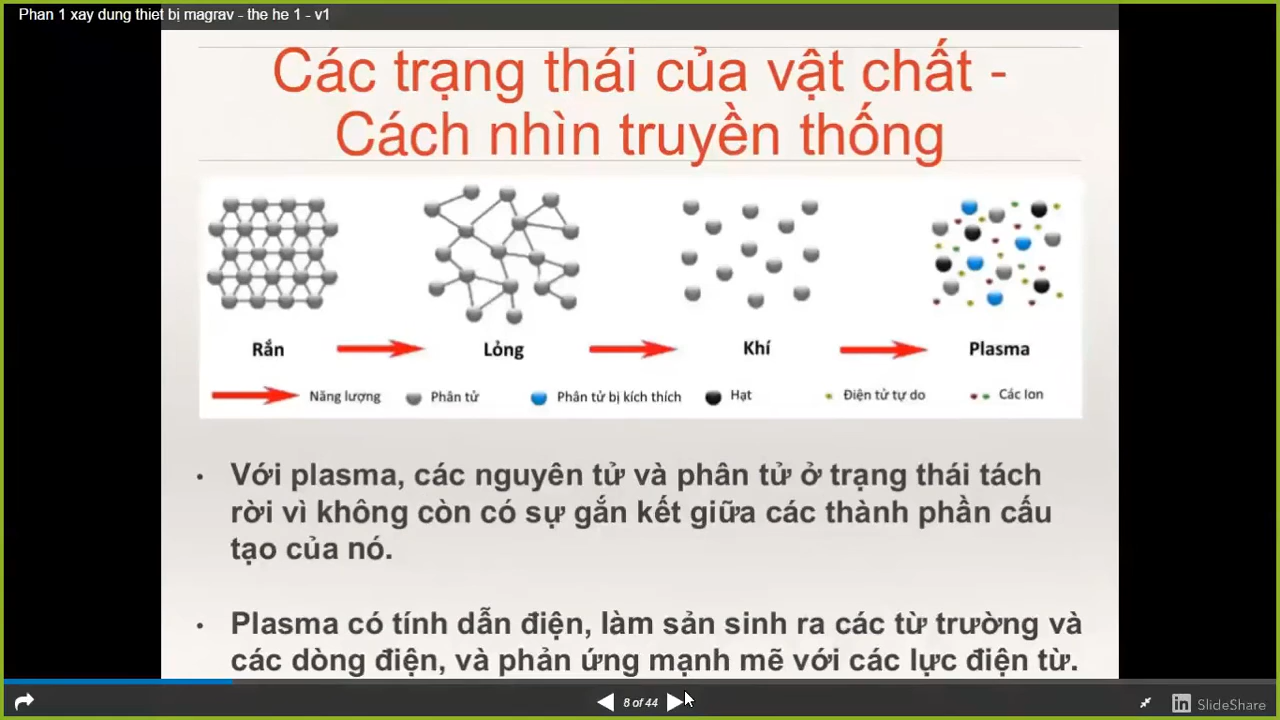 Phan 1 xay dung thiet bị magrav - the he 1 - v1
Các trạng thái của vật chất -
Cách nhìn truyền thống
Rắn Lỏng Khí Plasma
Năng lượng Phân tử Phân tử bị kích thích Hạt Điện tử tự do Các Ion
• Với plasma, các nguyên tử và phân tử ở trạng thái tách
rời vì không còn có sự gắn kết giữa các thành phần cấu
tạo của nó.
• Plasma có tính dẫn điện, làm sản sinh ra các từ trường và
các dòng điện, và phản ứng mạnh mẽ với các lực điện từ.
8 of 44
in SlideShare